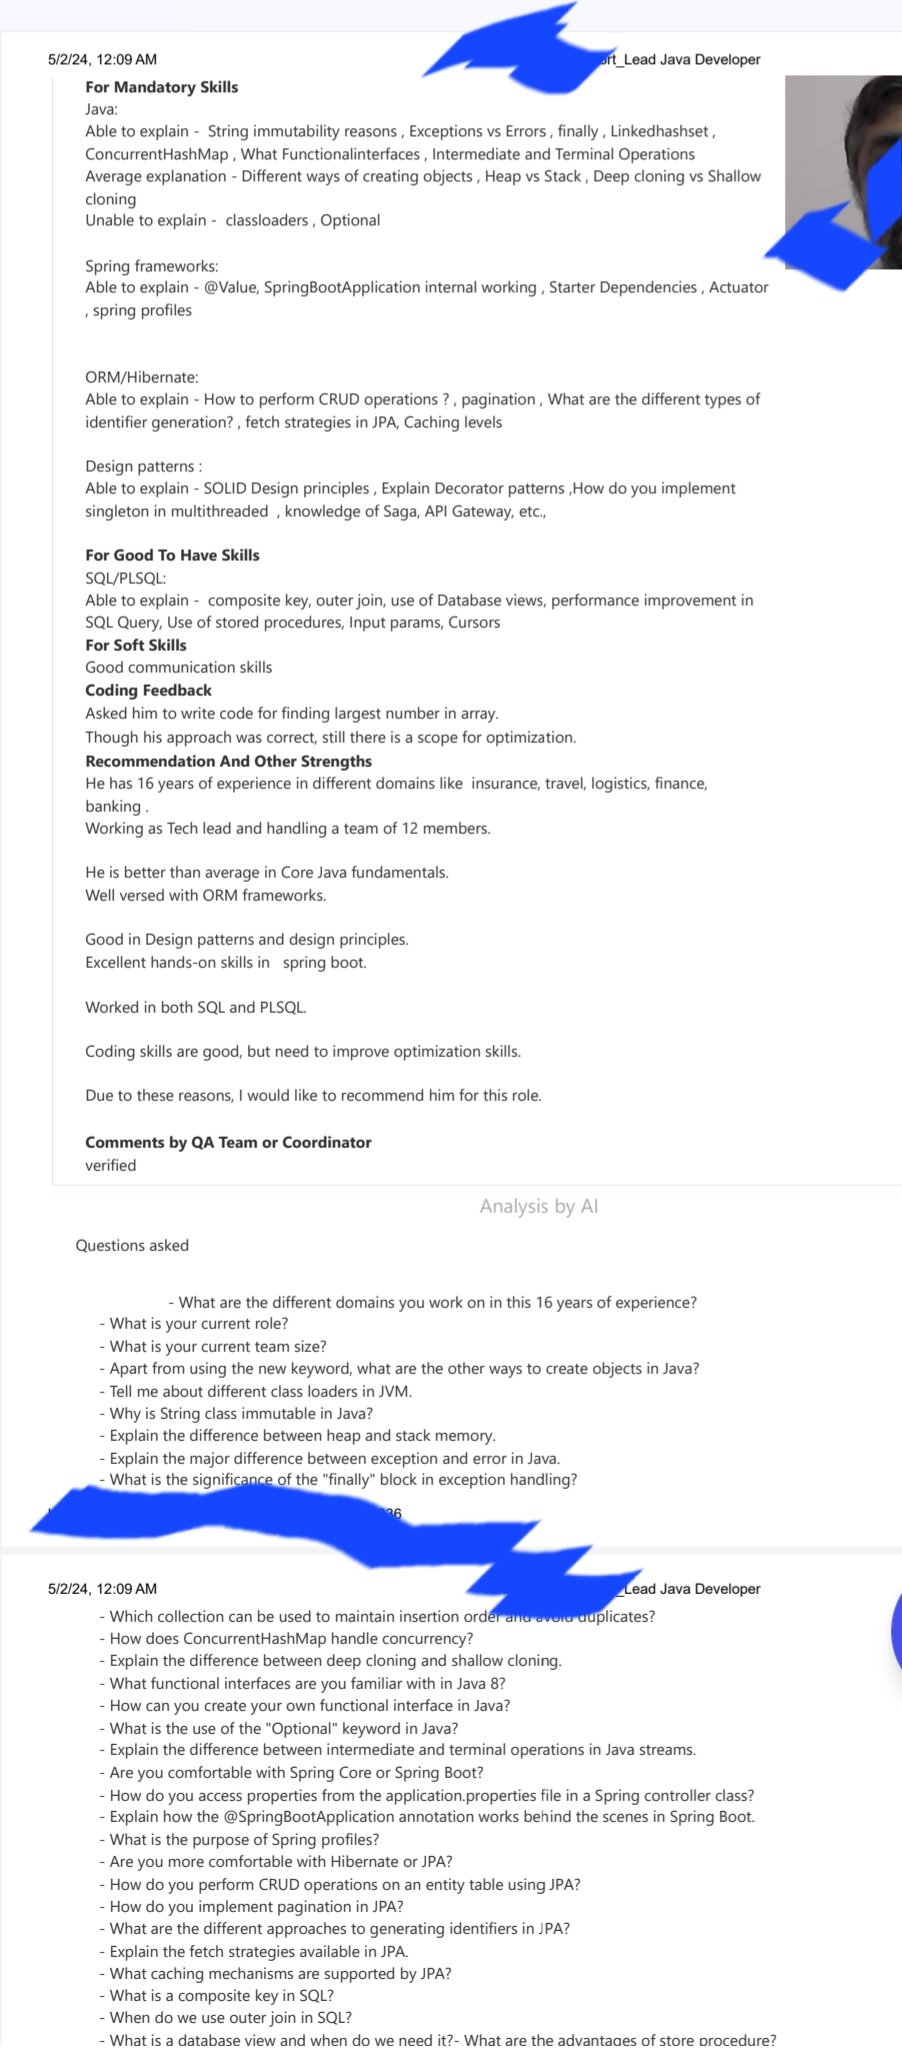 5/2/24, 12:09 AM rt_Lead Java Developer
For Mandatory Skills
Java:
Able to explain -  String immutability reasons , Exceptions vs Errors , finally , Linkedhashset ,
ConcurrentHashMap , What Functionalinterfaces , Intermediate and Terminal Operations
Average explanation - Different ways of creating objects , Heap vs Stack , Deep cloning vs Shallow
cloning
Unable to explain -  classloaders , Optional
Spring frameworks:
Able to explain - @Value, SpringBootApplication internal working , Starter Dependencies , Actuator
, spring profiles
ORM/Hibernate:
Able to explain - How to perform CRUD operations ? , pagination , What are the different types of
identifier generation? , fetch strategies in JPA, Caching levels
Design patterns :
Able to explain - SOLID Design principles , Explain Decorator patterns ,How do you implement
singleton in multithreaded  , knowledge of Saga, API Gateway, etc.,
For Good To Have Skills
SQL/PLSQL:
Able to explain -  composite key, outer join, use of Database views, performance improvement in
SQL Query, Use of stored procedures, Input params, Cursors
For Soft Skills
Good communication skills
Coding Feedback
Asked him to write code for finding largest number in array.
Though his approach was correct, still there is a scope for optimization.
Recommendation And Other Strengths
He has 16 years of experience in different domains like  insurance, travel, logistics, finance,
banking .
Working as Tech lead and handling a team of 12 members.
He is better than average in Core Java fundamentals.
Well versed with ORM frameworks.
Good in Design patterns and design principles.
Excellent hands-on skills in   spring boot.
Worked in both SQL and PLSQL.
Coding skills are good, but need to improve optimization skills.
Due to these reasons, I would like to recommend him for this role.
Comments by QA Team or Coordinator
verified
Analysis by AI
Questions asked
- What are the different domains you work on in this 16 years of experience?
- What is your current role?
- What is your current team size?
- Apart from using the new keyword, what are the other ways to create objects in Java?
- Tell me about different class loaders in JVM.
- Why is String class immutable in Java?
- Explain the difference between heap and stack memory.
- Explain the major difference between exception and error in Java.
- What is the significance of the "finally" block in exception handling?
36
5/2/24, 12:09 AM _Lead Java Developer
- Which collection can be used to maintain insertion order and avoid duplicates?
- How does ConcurrentHashMap handle concurrency?
- Explain the difference between deep cloning and shallow cloning.
- What functional interfaces are you familiar with in Java 8?
- How can you create your own functional interface in Java?
- What is the use of the "Optional" keyword in Java?
- Explain the difference between intermediate and terminal operations in Java streams.
- Are you comfortable with Spring Core or Spring Boot?
- How do you access properties from the application.properties file in a Spring controller class?
- Explain how the @SpringBootApplication annotation works behind the scenes in Spring Boot.
- What is the purpose of Spring profiles?
- Are you more comfortable with Hibernate or JPA?
- How do you perform CRUD operations on an entity table using JPA?
- How do you implement pagination in JPA?
- What are the different approaches to generating identifiers in JPA?
- Explain the fetch strategies available in JPA.
- What caching mechanisms are supported by JPA?
- What is a composite key in SQL?
- When do we use outer join in SQL?
- What is a database view and when do we need it?- What are the advantages of store procedure?